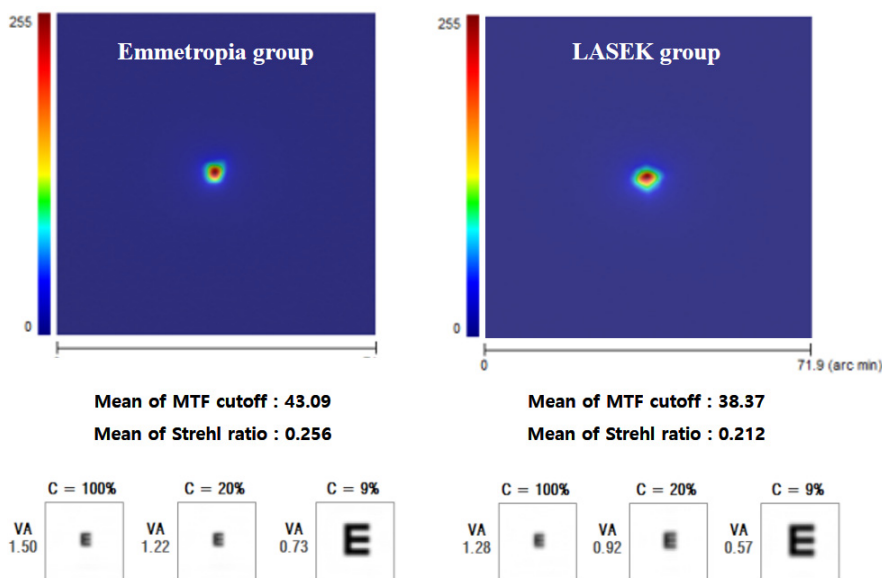 255
Emmetropia group
0
255
LASEK group
0
0
71.9 (arc min)
Mean of MTF cutoff : 43.09
Mean of Strehl ratio : 0.256
Mean of MTF cutoff : 38.37
Mean of Strehl ratio : 0.212
C = 100%
C = 20%
C = 9%
VA
1.50
E
VA
1.22
E
VA
0.73
E
C = 100%
C = 20%
C = 9%
VA
1.28
E
VA
0.92
E
VA
0.57
E